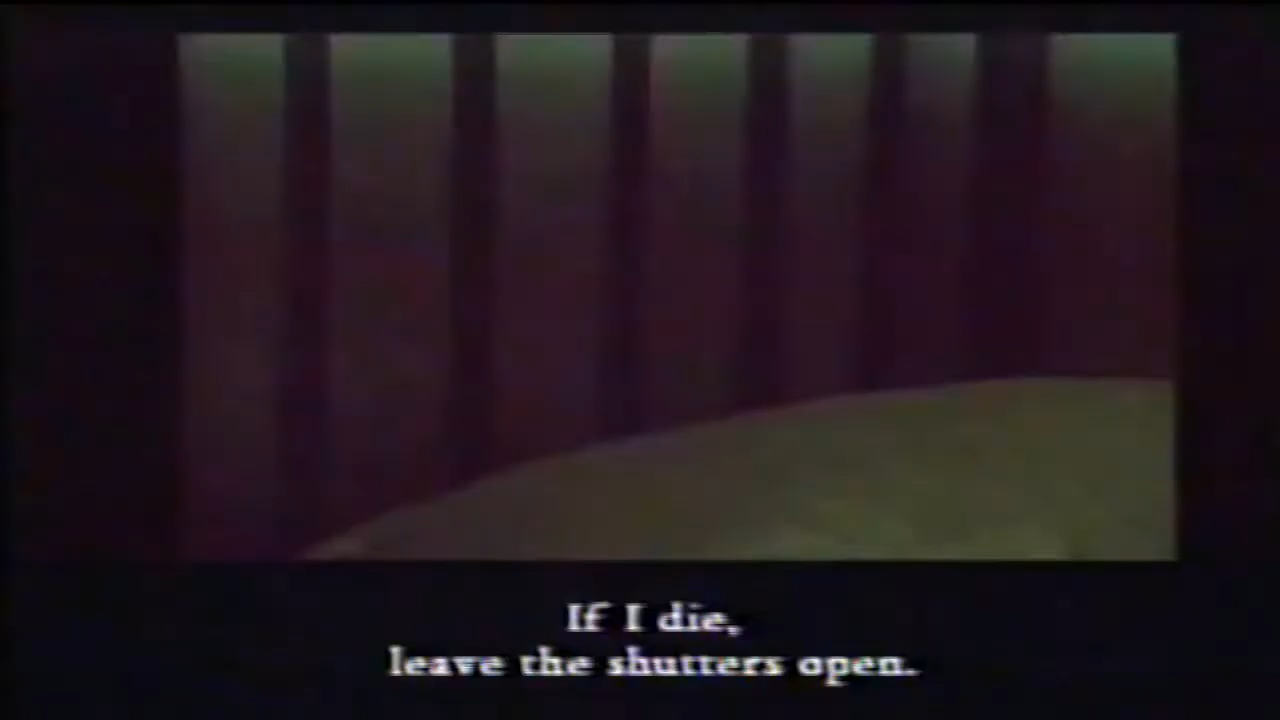 If I die,
leave the shutters open.